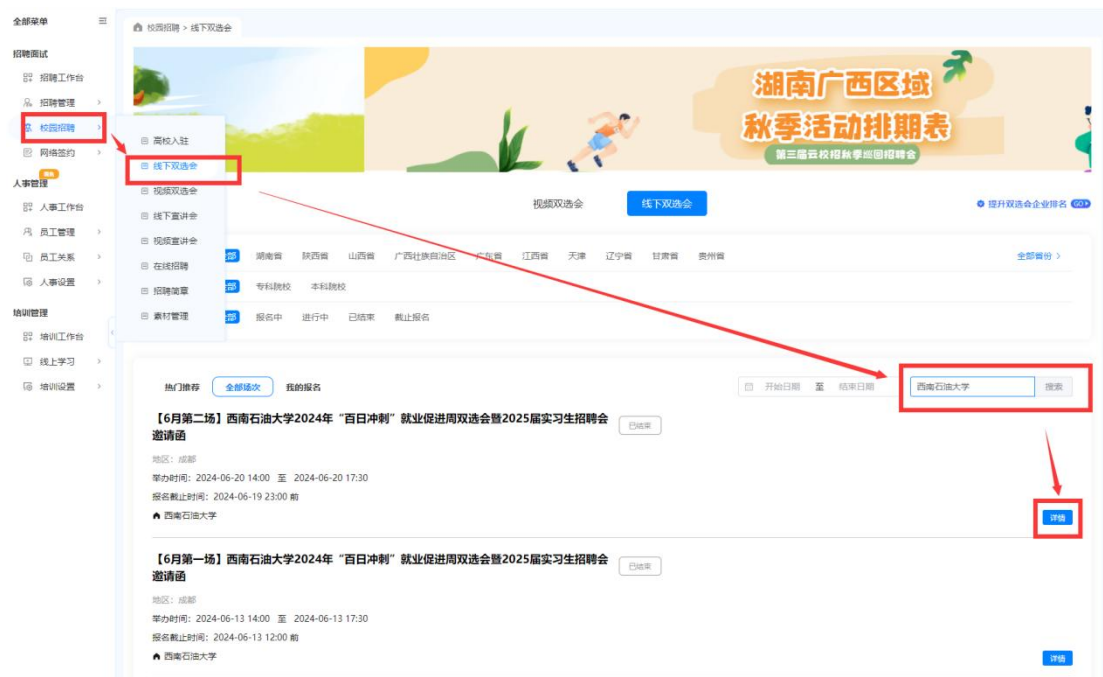 全部菜单
校园招聘 > 线下双选会
招聘面试
招聘工作台
招聘管理
校园招聘
网络签约
人事管理
人事工作台
员工管理
员工关系
人事设置
培训管理
培训工作台
线上学习
培训设置
高校入驻
线下双选会
视频双选会
线下宣讲会
视频宣讲会
在线招聘
招聘简章
素材管理
湖南广西区域
秋季活动排期表
第三届云校招秋季巡回招聘会
视频双选会 线下双选会 提升双选会企业排名 GO
部 湖南省 陕西省 山西省 广西壮族自治区 广东省 江西省 天津 辽宁省 甘肃省 贵州省 全部省份 >
部 专科院校 本科院校
部 报名中 进行中 已结束 截止报名
热门推荐 全部场次 我的报名 开始日期 至 结束日期 西南石油大学 搜索
【6月第二场】西南石油大学2024年“百日冲刺”就业促进周双选会暨2025届实习生招聘会 已结束
邀请函
地区：成都
举办时间：2024-06-20 14:00 至 2024-06-20 17:30
报名截止时间：2024-06-19 23:00 前
西南石油大学 详情
【6月第一场】西南石油大学2024年“百日冲刺”就业促进周双选会暨2025届实习生招聘会 已结束
邀请函
地区：成都
举办时间：2024-06-13 14:00 至 2024-06-13 17:30
报名截止时间：2024-06-13 12:00 前
西南石油大学 详情